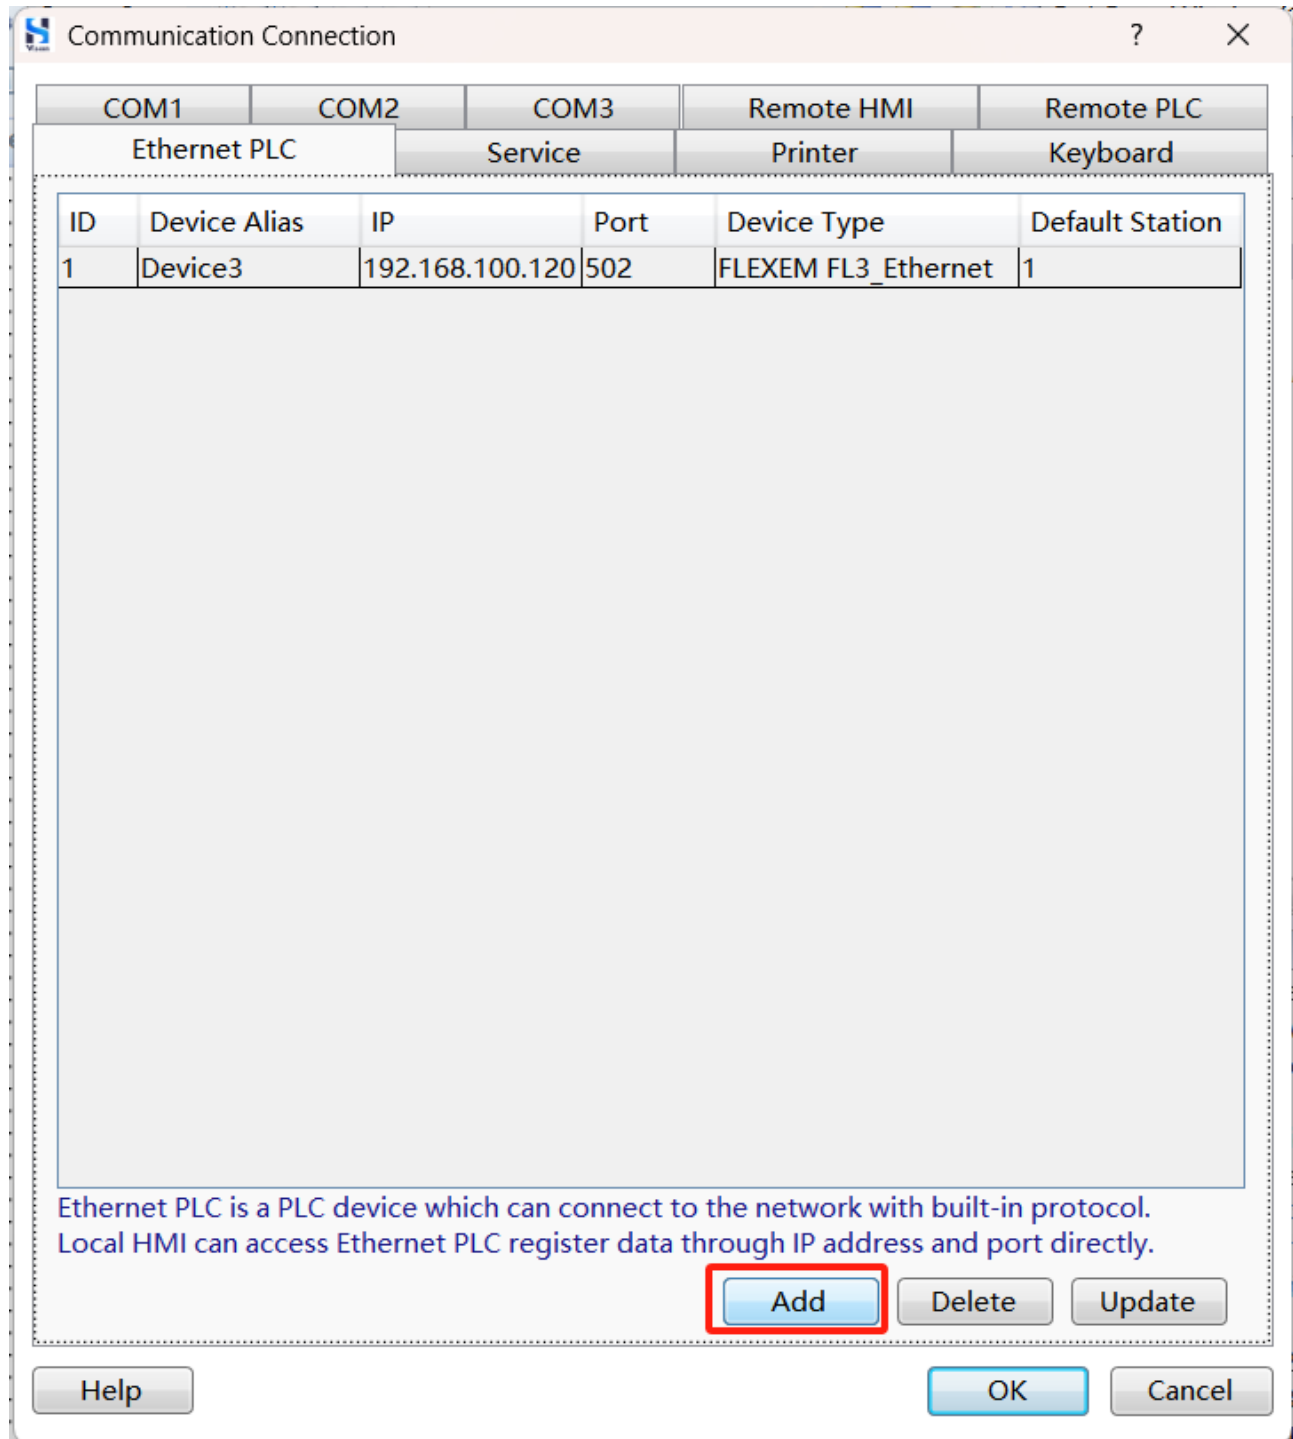 Communication Connection
COM1 COM2 COM3 Remote HMI Remote PLC
Ethernet PLC Service Printer Keyboard
ID Device Alias IP Port Device Type Default Station
1 Device3 192.168.100.120 502 FLEXEM FL3_Ethernet 1
Ethernet PLC is a PLC device which can connect to the network with built-in protocol.
Local HMI can access Ethernet PLC register data through IP address and port directly.
Add Delete Update
Help OK Cancel